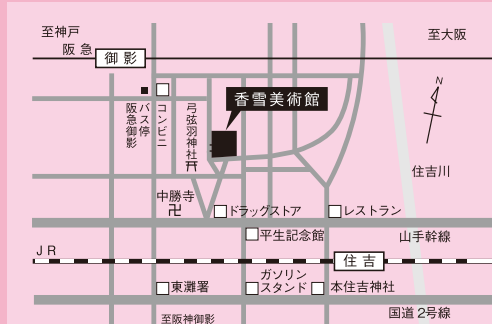 至神戸
至大阪
阪急
御影
N
香雪美術館
阪急御影
バス停
コンビニ
弓弦羽神社
住吉川
中勝寺
卍
ドラッグストア
レストラン
平生記念館
山手幹線
JR
住吉
ガソリン
スタンド
東灘署
本住吉神社
至阪神御影
国道2号線